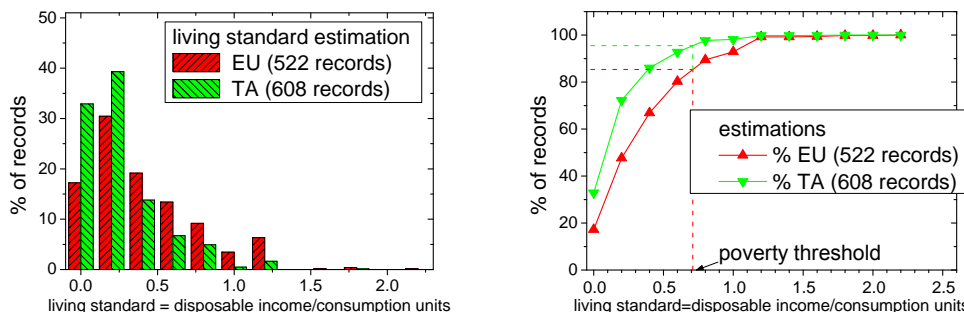 50
40
30
20
10
0
% of records
living standard estimation
EU (522 records)
TA (608 records)
0.0 0.5 1.0 1.5 2.0
living standard = disposable income/consumption units
100
80
60
40
20
0
% of records
estimations
% EU (522 records)
% TA (608 records)
poverty threshold
0.0 0.5 1.0 1.5 2.0 2.5
living standard=disposable income/consumption units